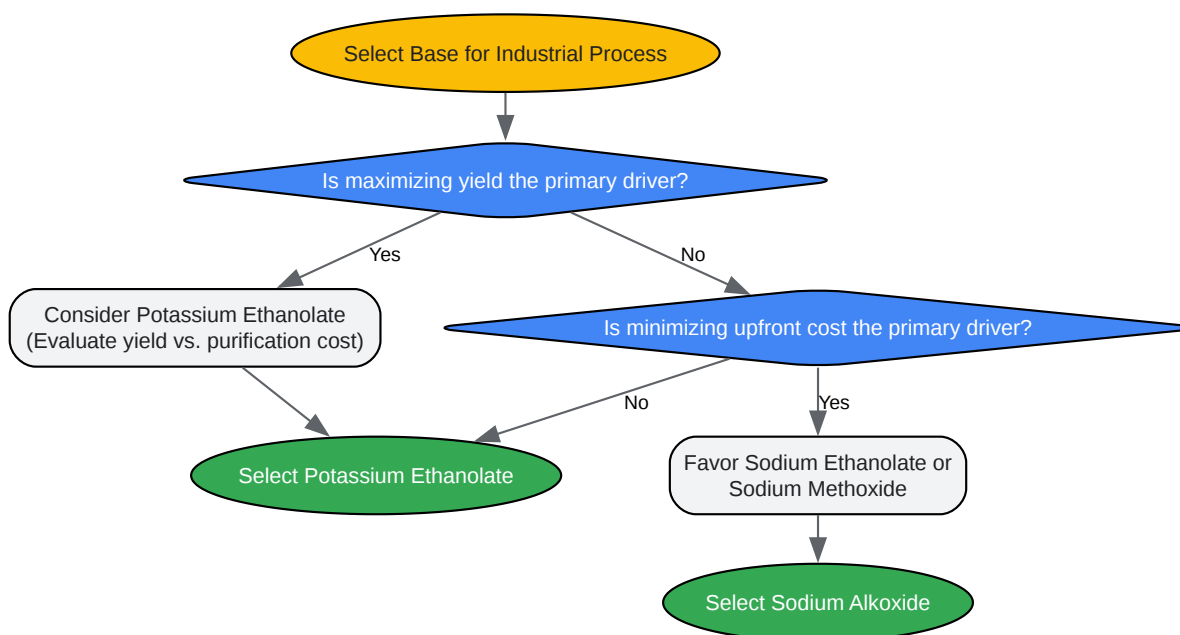 Select Base for Industrial Process
Is maximizing yield the primary driver?
Yes
No
Consider Potassium Ethanolate
(Evaluate yield vs. purification cost)
Is minimizing upfront cost the primary driver?
No
Yes
Select Potassium Ethanolate
Favor Sodium Ethanolate or
Sodium Methoxide
Select Sodium Alkoxide